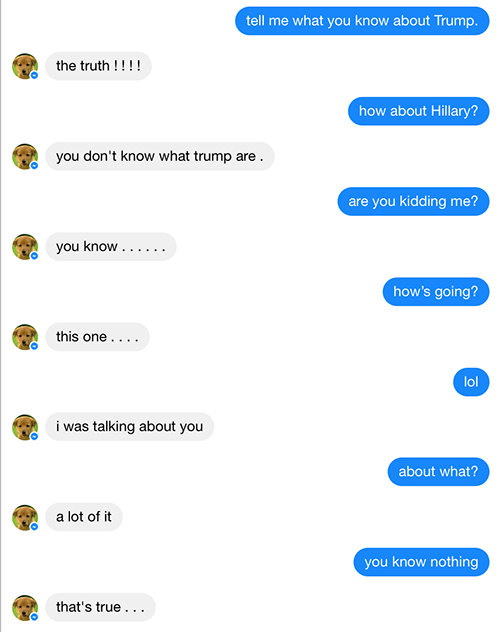 tell me what you know about Trump.
the truth ! ! ! !
how about Hillary?
you don't know what trump are .
are you kidding me?
you know . . . . . .
how's going?
this one . . . .
lol
i was talking about you
about what?
a lot of it
you know nothing
that's true . . .